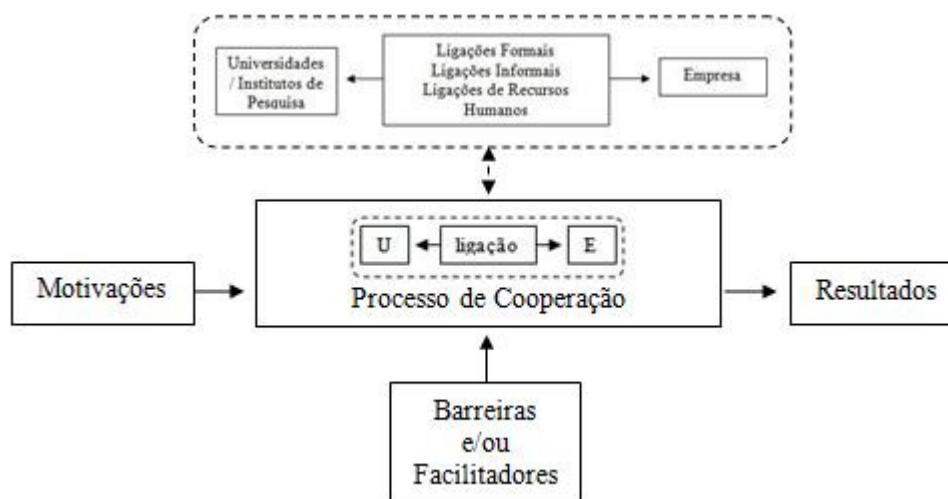 Universidades
/ Institutos de
Pesquisa
Ligações Formais
Ligações Informais
Ligações de Recursos
Humanos
Empresa
U
ligação
E
Processo de Cooperação
Motivações
Resultados
Barreiras
e/ou
Facilitadores